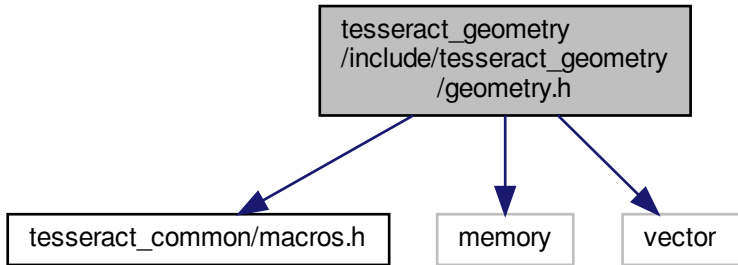 tesseract_geometry
/include/tesseract_geometry
/geometry.h
tesseract_common/macros.h
memory
vector